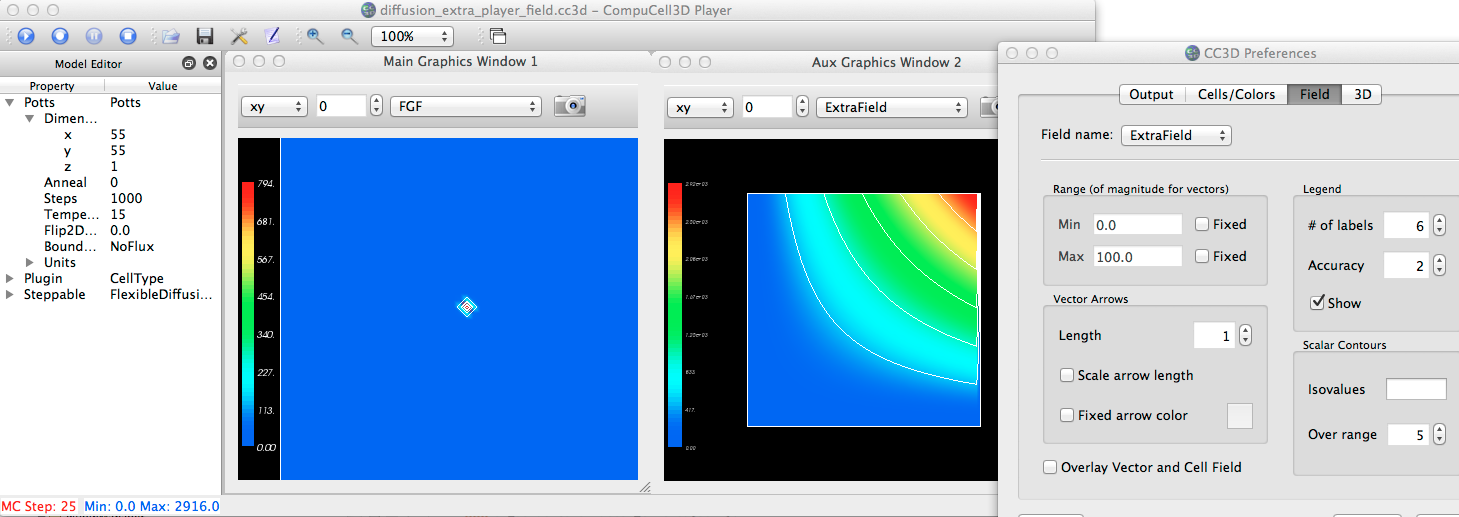 diffusion_extra_player_field.cc3d – CompuCell3D Player
100%
Model Editor
Property Value
Potts Potts
Dimen...
x 55
y 55
z 1
Anneal 0
Steps 1000
Tempe... 15
Flip2D... 0.0
Bound... NoFlux
Units
Plugin CellType
Steppable FlexibleDiffusi...
MC Step: 25 Min: 0.0 Max: 2916.0
Main Graphics Window 1
xy 0 FGF
794.
681.
567.
454.
340.
227.
113.
0.00
Aux Graphics Window 2
xy 0 ExtraField
0.00
CC3D Preferences
Output Cells/Colors Field 3D
Field name: ExtraField
Range (of magnitude for vectors)
Min 0.0 Fixed
Max 100.0 Fixed
Vector Arrows
Length 1
Scale arrow length
Fixed arrow color
Overlay Vector and Cell Field
Legend
# of labels 6
Accuracy 2
Show
Scalar Contours
Isovalues
Over range 5